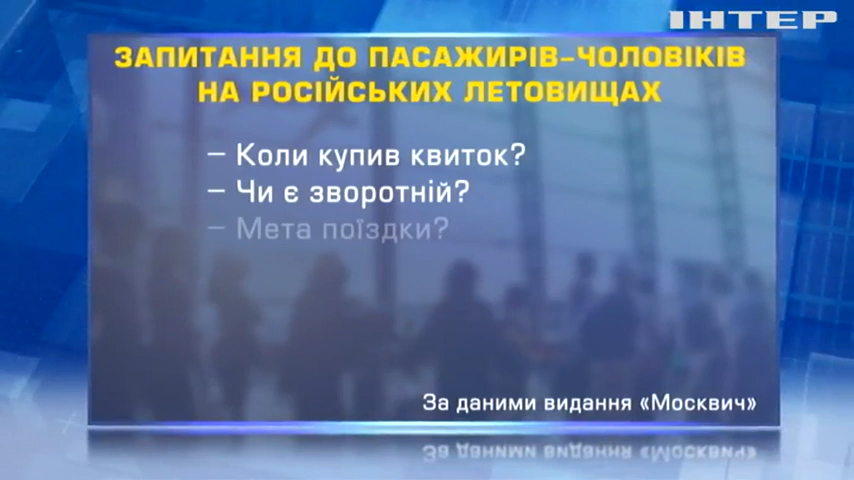 ІНТЕР
ЗАПИТАННЯ ДО ПАСАЖИРІВ-ЧОЛОВІКІВ
НА РОСІЙСЬКИХ ЛЕТОВИЩАХ
– Коли купив квиток?
– Чи є зворотній?
– Мета поїздки?
За даними видання «Москвич»